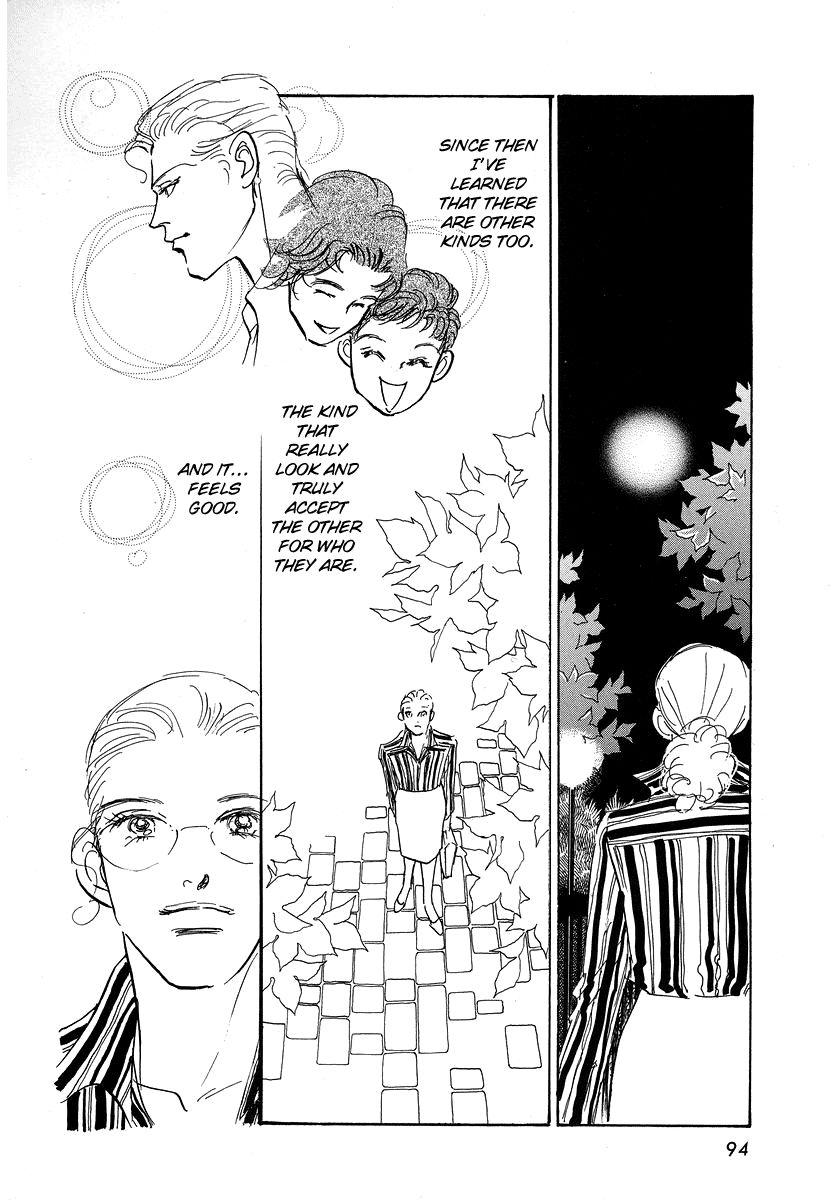 SINCE THEN
I'VE
LEARNED
THAT THERE
ARE OTHER
KINDS TOO.
THE KIND
THAT
REALLY
LOOK AND
TRULY
ACCEPT
THE OTHER
FOR WHO
THEY ARE.
AND IT...
FEELS
GOOD.
94